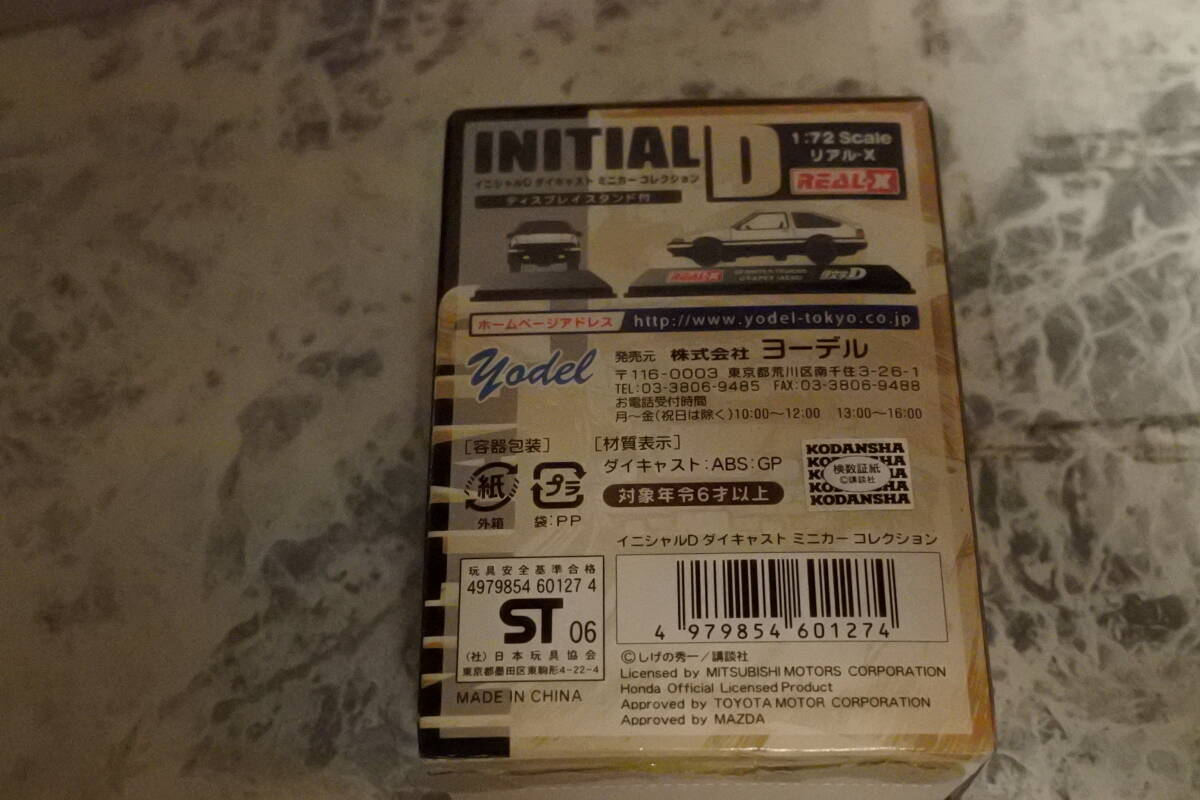 INITIAL D
1:72 Scale
リアル-X
REAL-X
イニシャルD ダイキャスト ミニカー コレクション
ディスプレイスタンド付
REAL-X
SPRINTER TRUENO
GT-APEX (AE86)
頭文字D
ホームページアドレス http://www.yodel-tokyo.co.jp
Yodel
発売元 株式会社 ヨーデル
〒116-0003 東京都荒川区南千住3-26-1
TEL:03-3806-9485 FAX:03-3806-9488
お電話受付時間
月〜金(祝日は除く)10:00〜12:00 13:00〜16:00
[容器包装]
紙
外箱
プラ
袋:PP
[材質表示]
ダイキャスト:ABS:GP
対象年令6才以上
KODANSHA
検数証紙
©講談社
KODANSHA
イニシャルD ダイキャスト ミニカー コレクション
玩具安全基準合格
4979854 60127 4
ST 06
(社)日本玩具協会
東京都墨田区東駒形4-22-4
MADE IN CHINA
4 979854 601274
©しげの秀一/講談社
Licensed by MITSUBISHI MOTORS CORPORATION
Honda Official Licensed Product
Approved by TOYOTA MOTOR CORPORATION
Approved by MAZDA